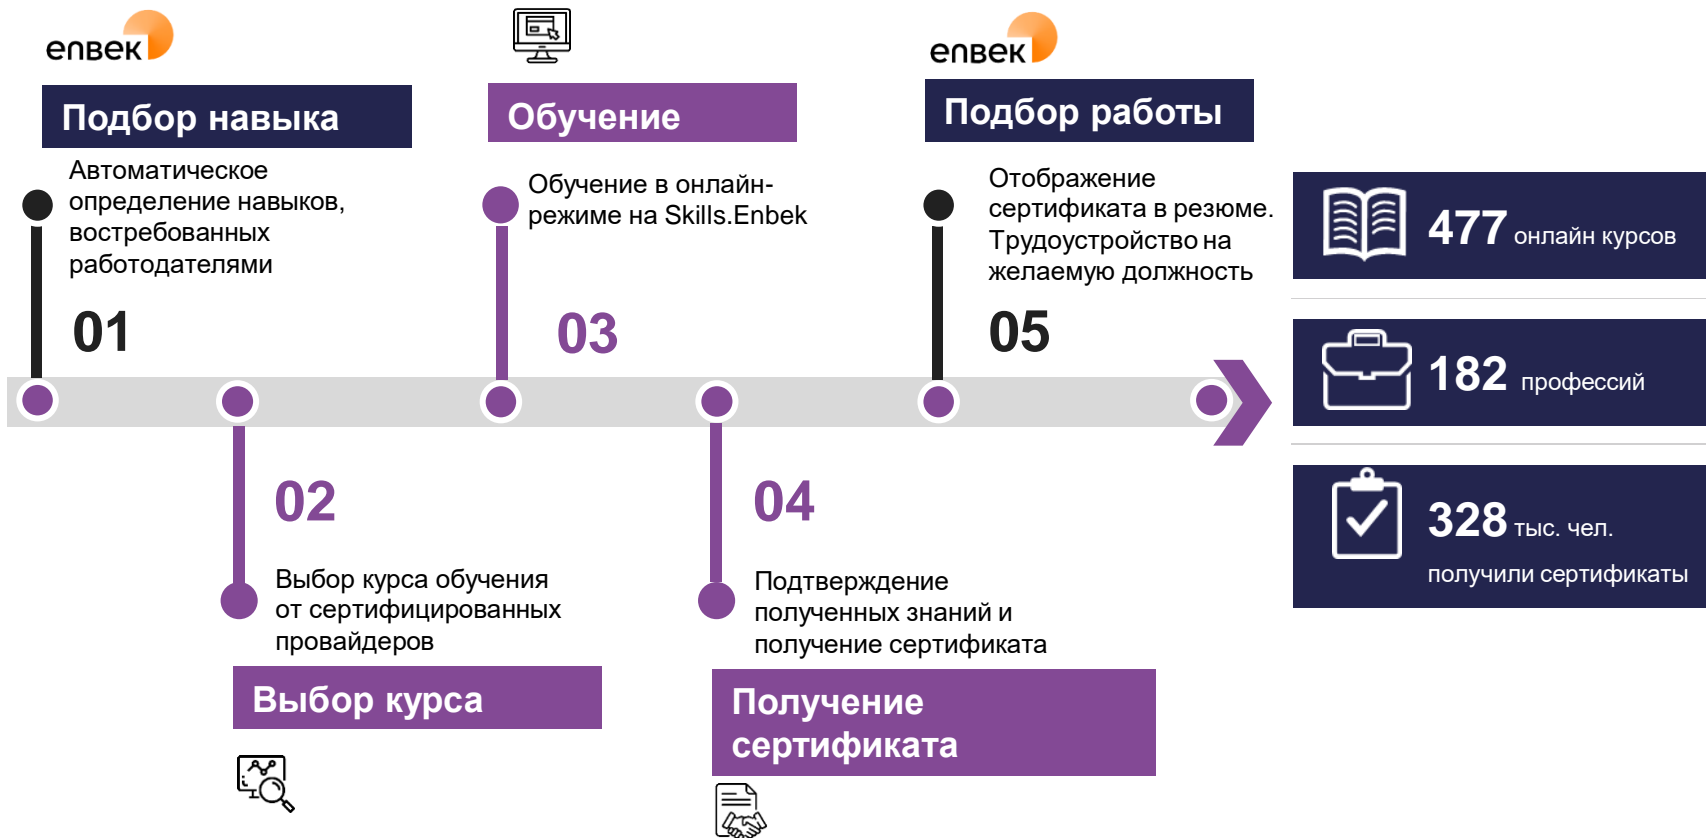 enbek
Подбор навыка
Автоматическое
определение навыков,
востребованных
работодателями
01
02
Выбор курса обучения
от сертифицированных
провайдеров
Выбор курса
Обучение
Обучение в онлайн-
режиме на Skills.Enbek
03
04
Подтверждение
полученных знаний и
получение сертификата
Получение
сертификата
enbek
Подбор работы
Отображение
сертификата в резюме.
Трудоустройство на
желаемую должность
05
477 онлайн курсов
182 профессий
328 тыс. чел.
получили сертификаты